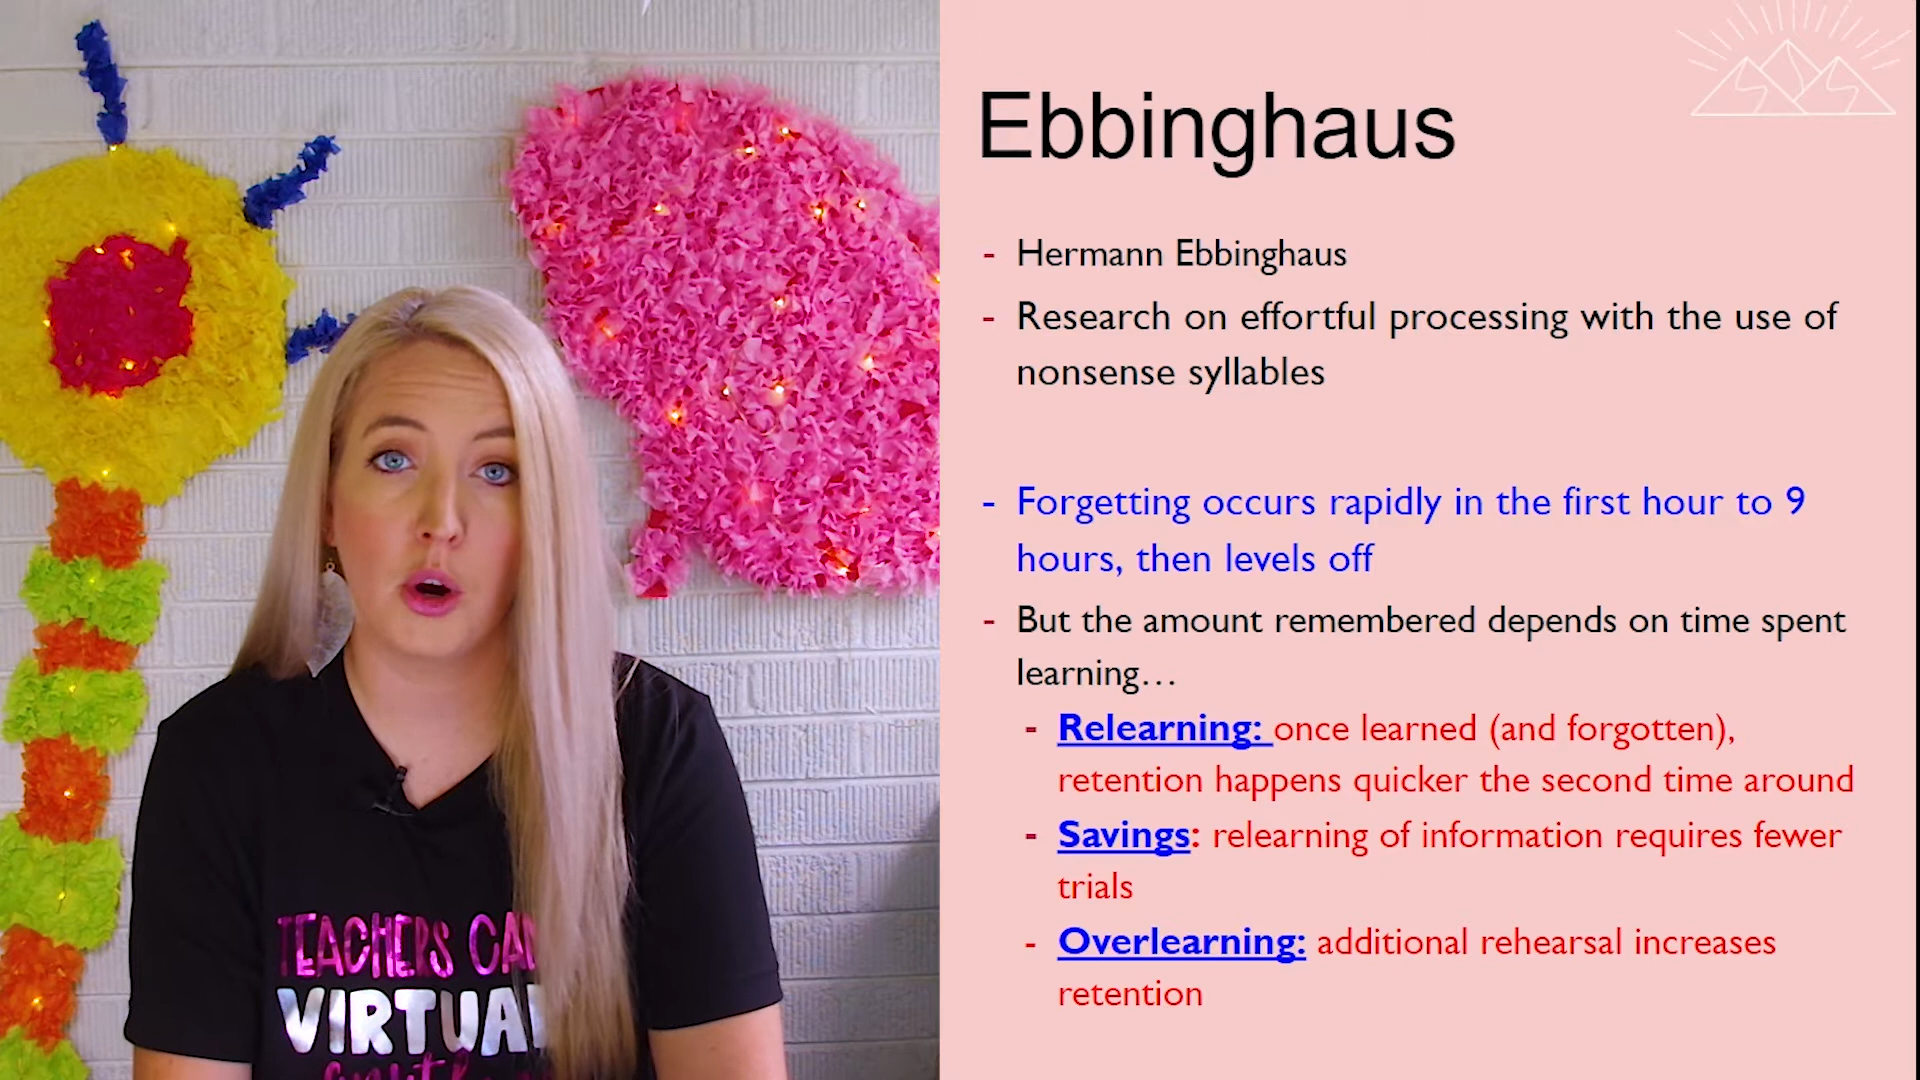 Ebbinghaus
- Hermann Ebbinghaus
- Research on effortful processing with the use of
nonsense syllables
- Forgetting occurs rapidly in the first hour to 9
hours, then levels off
- But the amount remembered depends on time spent
learning…
- Relearning: once learned (and forgotten),
retention happens quicker the second time around
- Savings: relearning of information requires fewer
trials
- Overlearning: additional rehearsal increases
retention
TEACHERS CAN
VIRTUAL